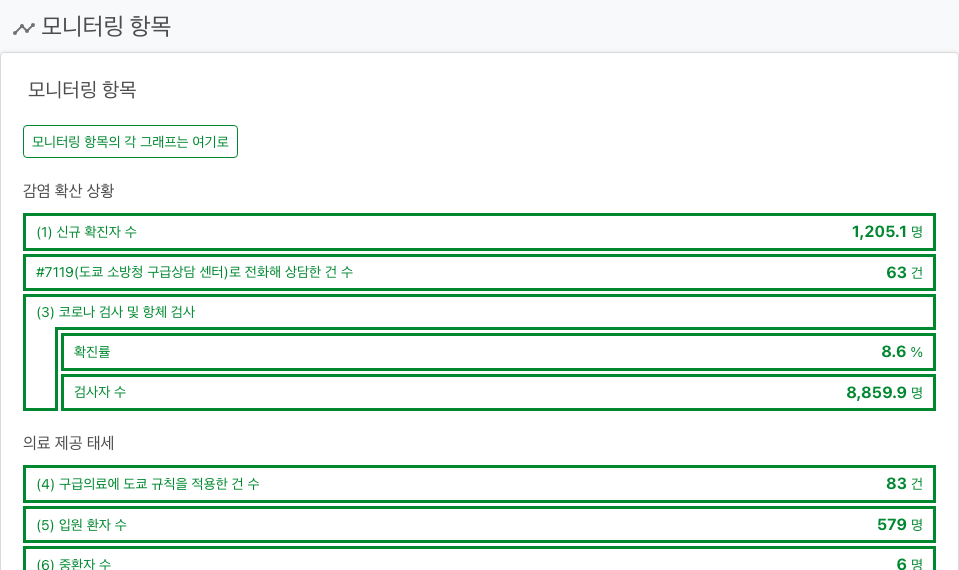 모니터링 항목
모니터링 항목
모니터링 항목의 각 그래프는 여기로
감염 확산 상황
(1) 신규 확진자 수 1,205.1 명
#7119(도쿄 소방청 구급상담 센터)로 전화해 상담한 건 수 63 건
(3) 코로나 검사 및 항체 검사
확진률 8.6 %
검사자 수 8,859.9 명
의료 제공 태세
(4) 구급의료에 도쿄 규칙을 적용한 건 수 83 건
(5) 입원 환자 수 579 명
(6) 중환자 수 6 명